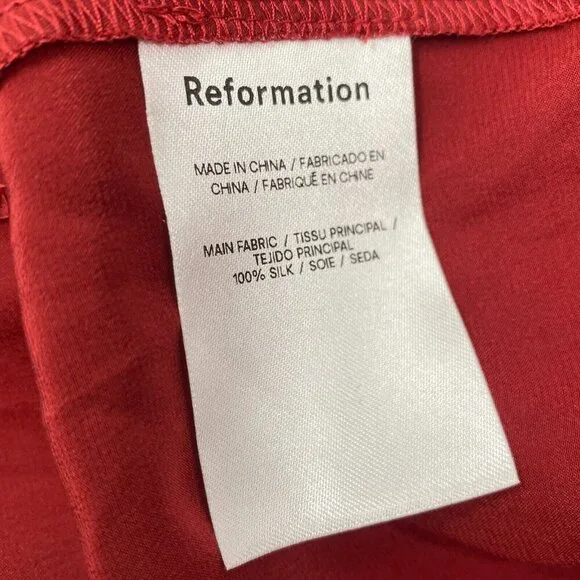 Reformation
MADE IN CHINA / FABRICADO EN
CHINA / FABRIQUÉ EN CHINE
MAIN FABRIC / TISSU PRINCIPAL /
TEJIDO PRINCIPAL
100% SILK / SOIE / SEDA